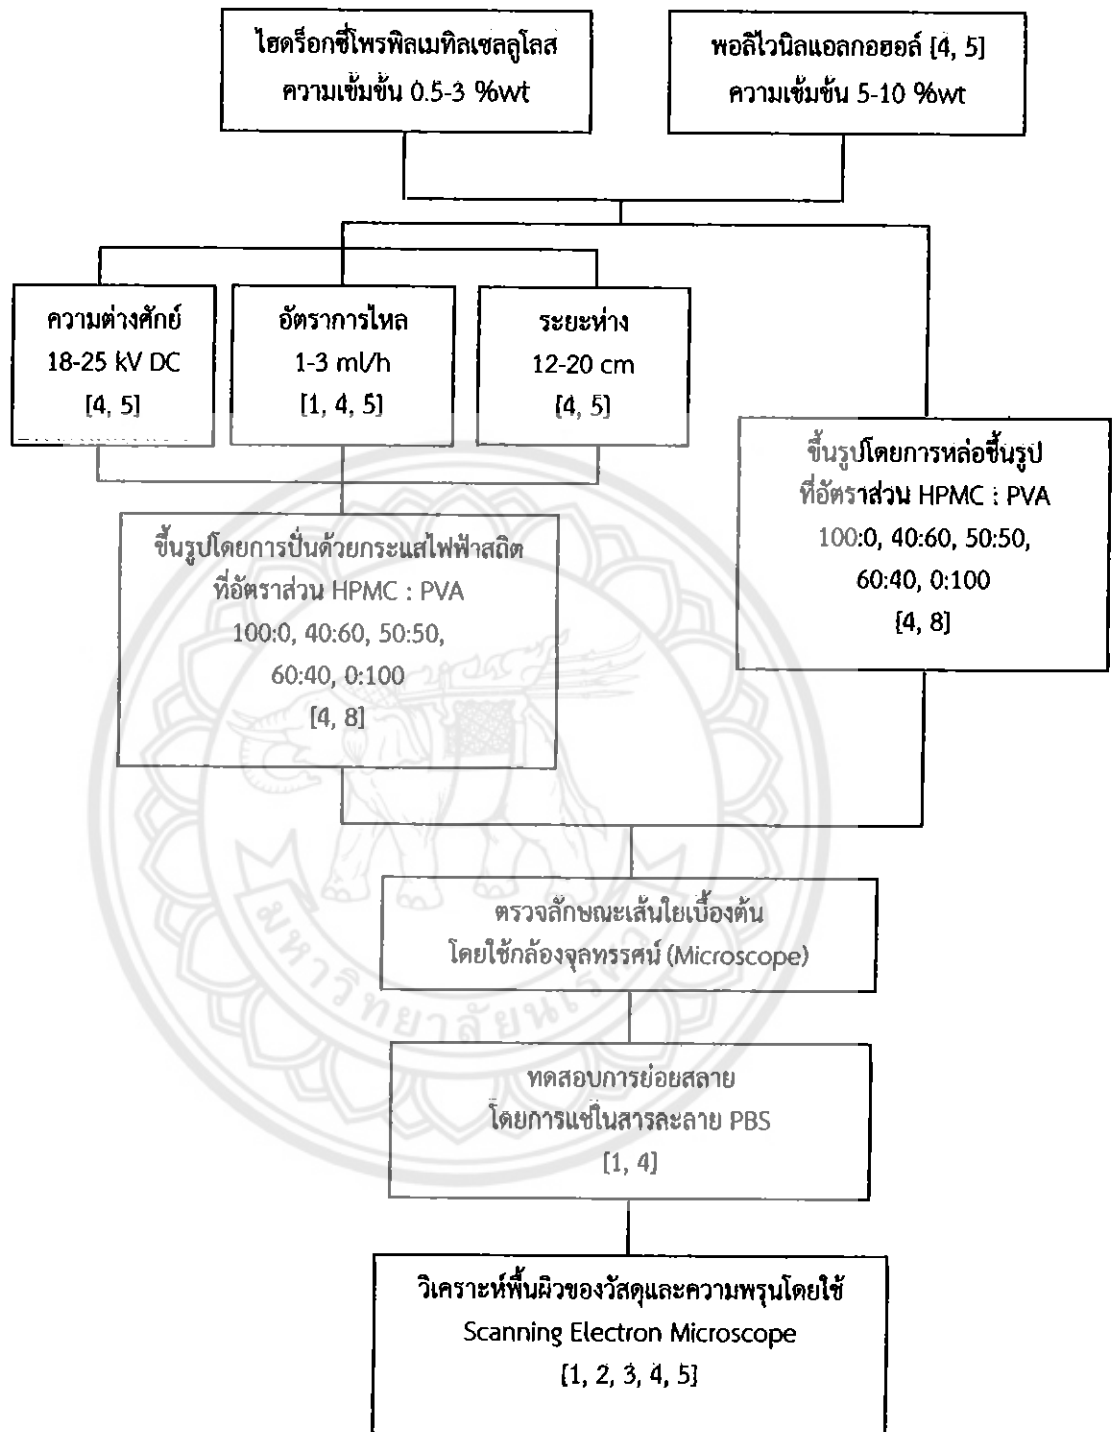 ไฮดร็อกซี่โพรพิลเมทิลเซลลูโลส
ความเข้มข้น 0.5-3 %wt
พอลิไวนิลแอลกอฮอล์ [4, 5]
ความเข้มข้น 5-10 %wt
ความต่างศักย์
18-25 kV DC
[4, 5]
อัตราการไหล
1-3 ml/h
[1, 4, 5]
ระยะห่าง
12-20 cm
[4, 5]
ขึ้นรูปโดยการหล่อขึ้นรูป
ที่อัตราส่วน HPMC : PVA
100:0, 40:60, 50:50,
60:40, 0:100
[4, 8]
ขึ้นรูปโดยการปั่นด้วยกระแสไฟฟ้าสถิต
ที่อัตราส่วน HPMC : PVA
100:0, 40:60, 50:50,
60:40, 0:100
[4, 8]
ตรวจลักษณะเส้นใยเบื้องต้น
โดยใช้กล้องจุลทรรศน์ (Microscope)
มหาวิทยาลัยนเรศวร
ทดสอบการย่อยสลาย
โดยการแช่ในสารละลาย PBS
[1, 4]
วิเคราะห์พื้นผิวของวัสดุและความพรุนโดยใช้
Scanning Electron Microscope
[1, 2, 3, 4, 5]